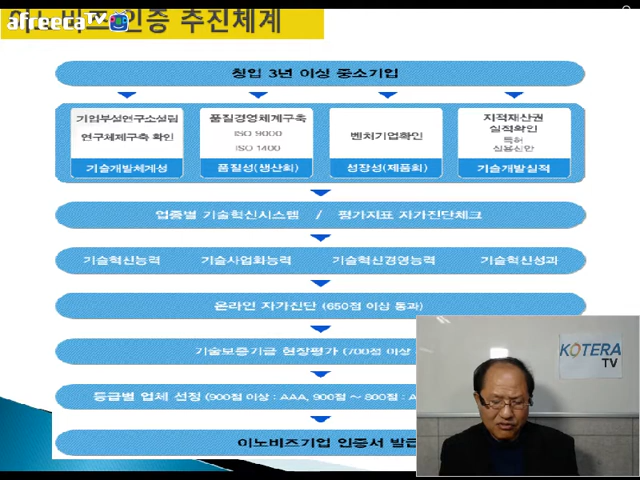 afreecaTV
이노비즈 인증 추진체계
창업 3년 이상 중소기업
기업부설연구소설립
연구체제구축 확인
기술개발체계성
품질경영체계구축
ISO 9000
ISO 1400
품질성(생산화)
벤처기업확인
성장성(제품화)
지적재산권
실적확인
특허
실용신안
기술개발실적
업종별 기술혁신시스템 / 평가지표 자가진단체크
기술혁신능력 기술사업화능력 기술혁신경영능력 기술혁신성과
온라인 자가진단 (650점 이상 통과)
기술보증기금 현장평가 (700점 이상
등급별 업체 선정 (900점 이상 : AAA, 900점 ~ 800점 : A
이노비즈기업 인증서 발급
KOTERA
TV